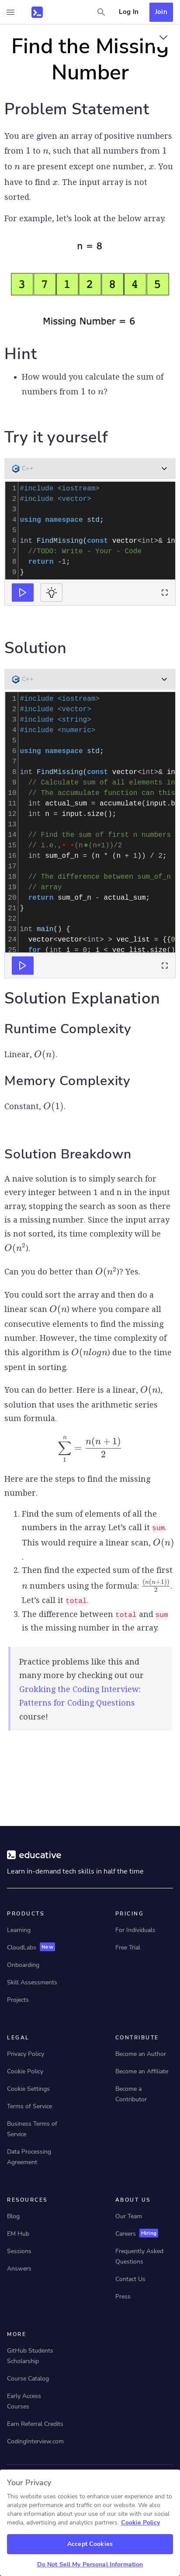 Log In
Join
Find the Missing
Number
Problem Statement
You are given an array of positive numbers
from 1 to n, such that all numbers from 1
to n are present except one number, x. You
have to find x. The input array is not
sorted.
For example, let’s look at the below array.
n = 8
3 7 1 2 8 4 5
Missing Number = 6
Hint
• How would you calculate the sum of
numbers from 1 to n?
Try it yourself
C++
1 #include <iostream>
2 #include <vector>
3
4 using namespace std;
5
6 int FindMissing(const vector<int>& in
7 //TODO: Write - Your - Code
8 return -1;
9 }
Solution
C++
1 #include <iostream>
2 #include <vector>
3 #include <string>
4 #include <numeric>
5
6 using namespace std;
7
8 int FindMissing(const vector<int>& in
9 // Calculate sum of all elements in
10 // The accumulate function can this
11 int actual_sum = accumulate(input.b
12 int n = input.size();
13
14 // Find the sum of first n numbers
15 // i.e.,• •(n∗(n+1))/2
16 int sum_of_n = (n * (n + 1)) / 2;
17
18 // The difference between sum_of_n
19 // array
20 return sum_of_n - actual_sum;
21 }
22
23 int main() {
24 vector<vector<int> > vec_list = {{0
25 for (int i = 0; i < vec_list.size()
Solution Explanation
Runtime Complexity
Linear, O(n).
Memory Complexity
Constant, O(1).
Solution Breakdown
A naive solution is to simply search for
every integer between 1 and n in the input
array, stopping the search as soon as there
is a missing number. Since the input array
is not sorted, its time complexity will be
O(n²).
Can you do better than O(n²)? Yes.
You could sort the array and then do a
linear scan O(n) where you compare all
consecutive elements to find the missing
number. However, the time complexity of
this algorithm is O(nlogn) due to the time
spent in sorting.
You can do better. Here is a linear, O(n),
solution that uses the arithmetic series
sum formula.
n
∑ = n(n + 1)
1 2
Here are the steps to find the missing
number.
1. Find the sum of elements of all the
numbers in the array. Let’s call it sum.
This would require a linear scan, O(n)
.
2. Then find the expected sum of the first
n numbers using the formula: (n(n+1))/2.
Let’s call it total.
3. The difference between total and sum
is the missing number in the array.
Practice problems like this and
many more by checking out our
Grokking the Coding Interview:
Patterns for Coding Questions
course!
educative
Learn in-demand tech skills in half the time
PRODUCTS
Learning
CloudLabs New
Onboarding
Skill Assessments
Projects
PRICING
For Individuals
Free Trial
LEGAL
Privacy Policy
Cookie Policy
Cookie Settings
Terms of Service
Business Terms of
Service
Data Processing
Agreement
CONTRIBUTE
Become an Author
Become an Affiliate
Become a
Contributor
RESOURCES
Blog
EM Hub
Sessions
Answers
ABOUT US
Our Team
Careers Hiring
Frequently Asked
Questions
Contact Us
Press
MORE
GitHub Students
Scholarship
Course Catalog
Early Access
Courses
Earn Referral Credits
CodingInterview.com
Your Privacy
This website uses cookies to enhance user experience and to
analyze performance and traffic on our website. We also
share information about your use of our site with our social
media, advertising and analytics partners. Cookie Policy
Accept Cookies
Do Not Sell My Personal Information